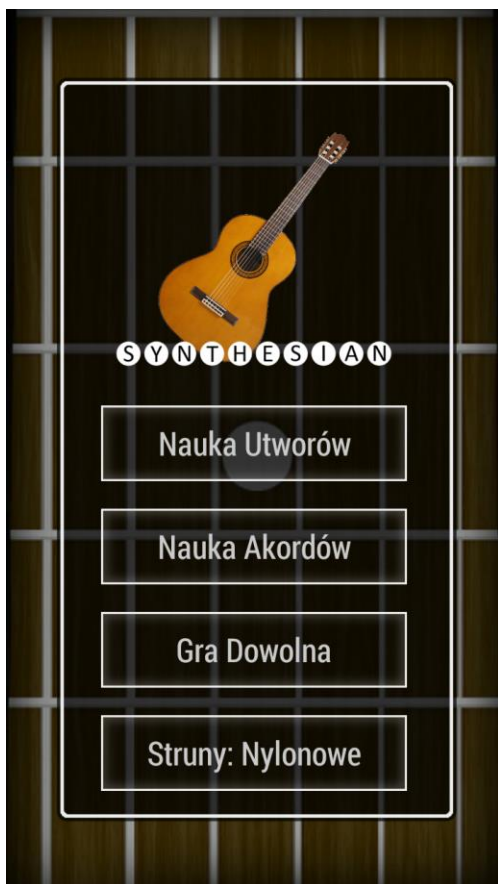 SYNTHESIAN
Nauka Utworów
Nauka Akordów
Gra Dowolna
Struny: Nylonowe